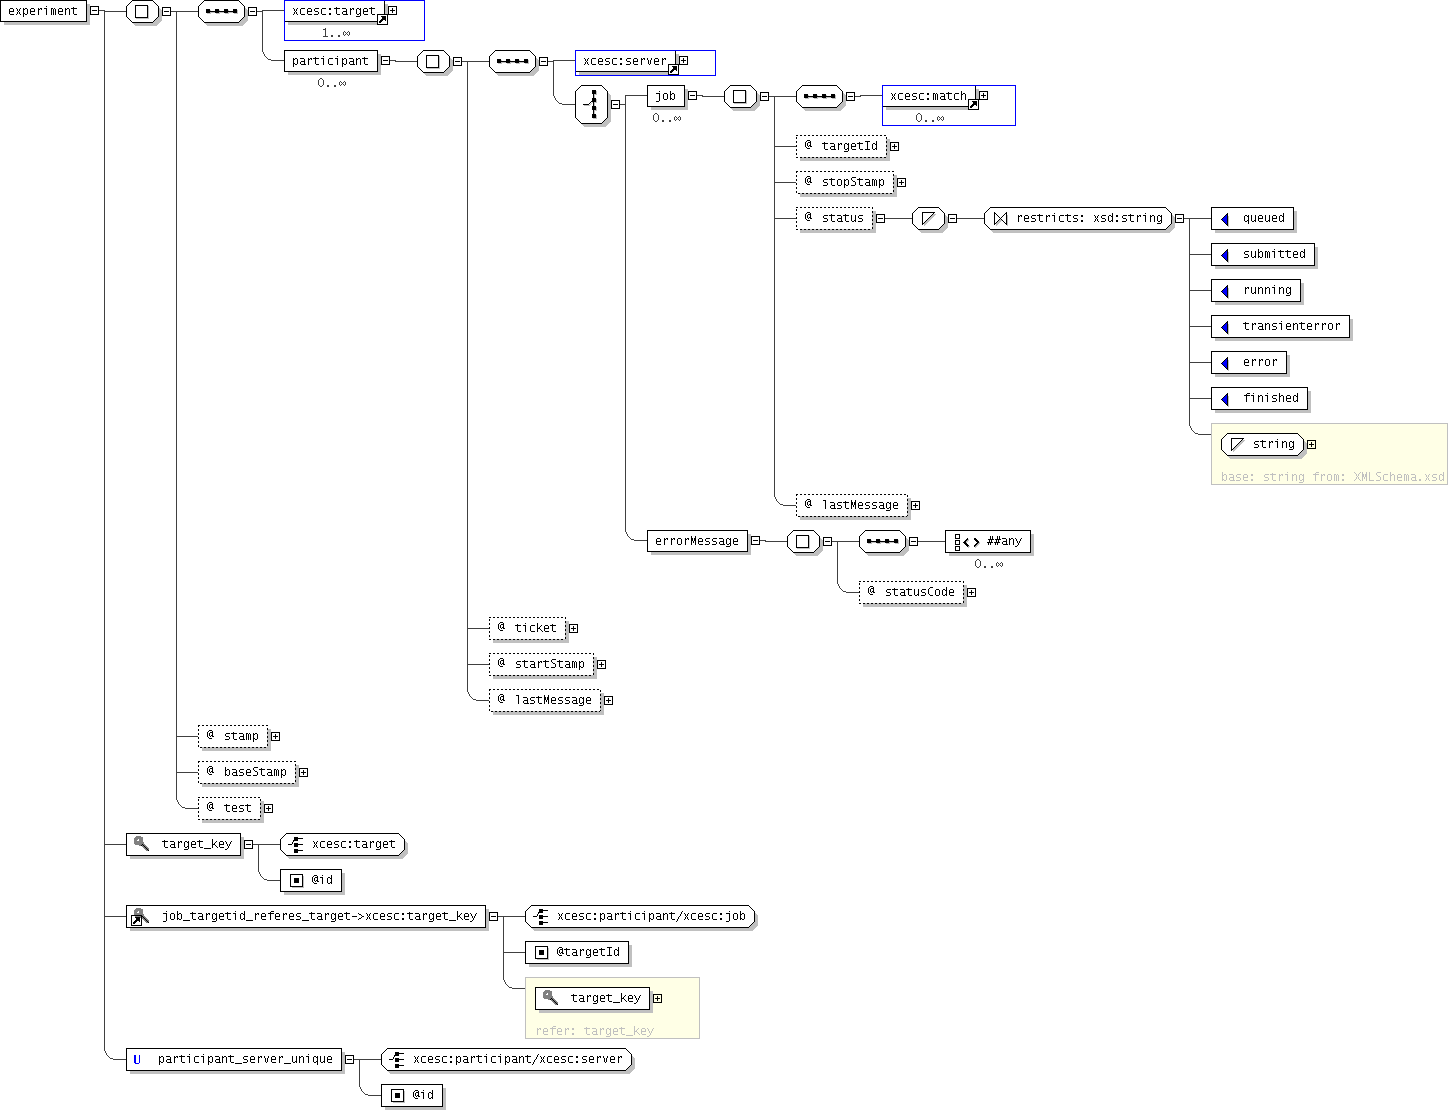 experiment
xcesc:target
1..∞
participant
0..∞
xcesc:server
job
0..∞
xcesc:match
0..∞
@ targetId
@ stopStamp
@ status
restricts: xsd:string
queued
submitted
running
transienterror
error
finished
string
base: string from: XMLSchema.xsd
@ lastMessage
errorMessage
##any
0..∞
@ statusCode
@ ticket
@ startStamp
@ lastMessage
@ stamp
@ baseStamp
@ test
target_key
xcesc:target
@id
job_targetid_referes_target->xcesc:target_key
xcesc:participant/xcesc:job
@targetId
target_key
refer: target_key
U participant_server_unique
xcesc:participant/xcesc:server
@id